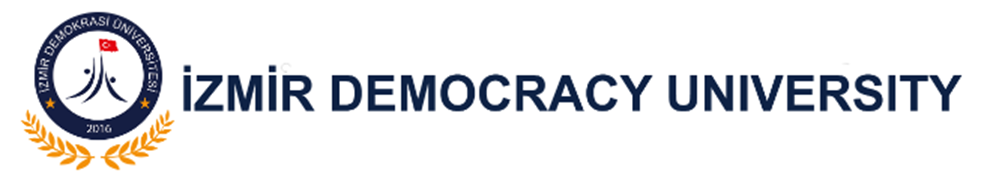 İZMİR DEMOKRASİ ÜNİVERSİTESİ
2016
İZMİR DEMOCRACY UNIVERSITY